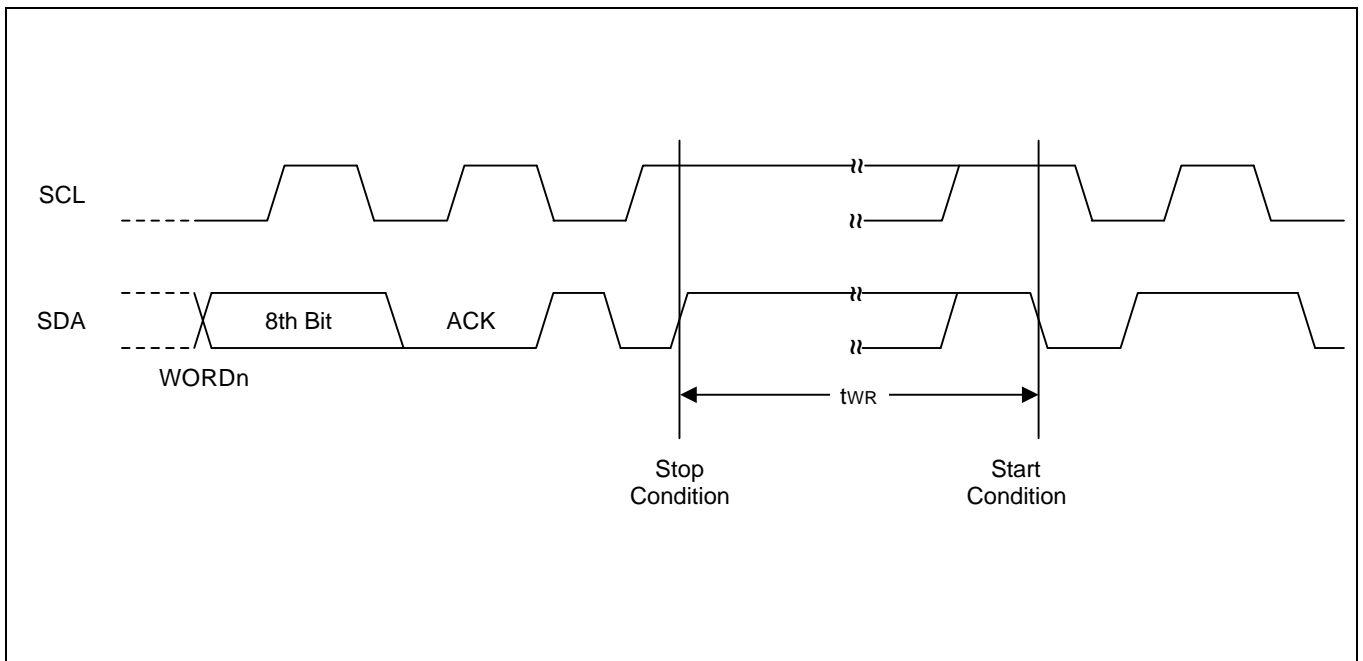 SCL
SDA
8th Bit
ACK
WORDn
tWR
Stop
Condition
Start
Condition